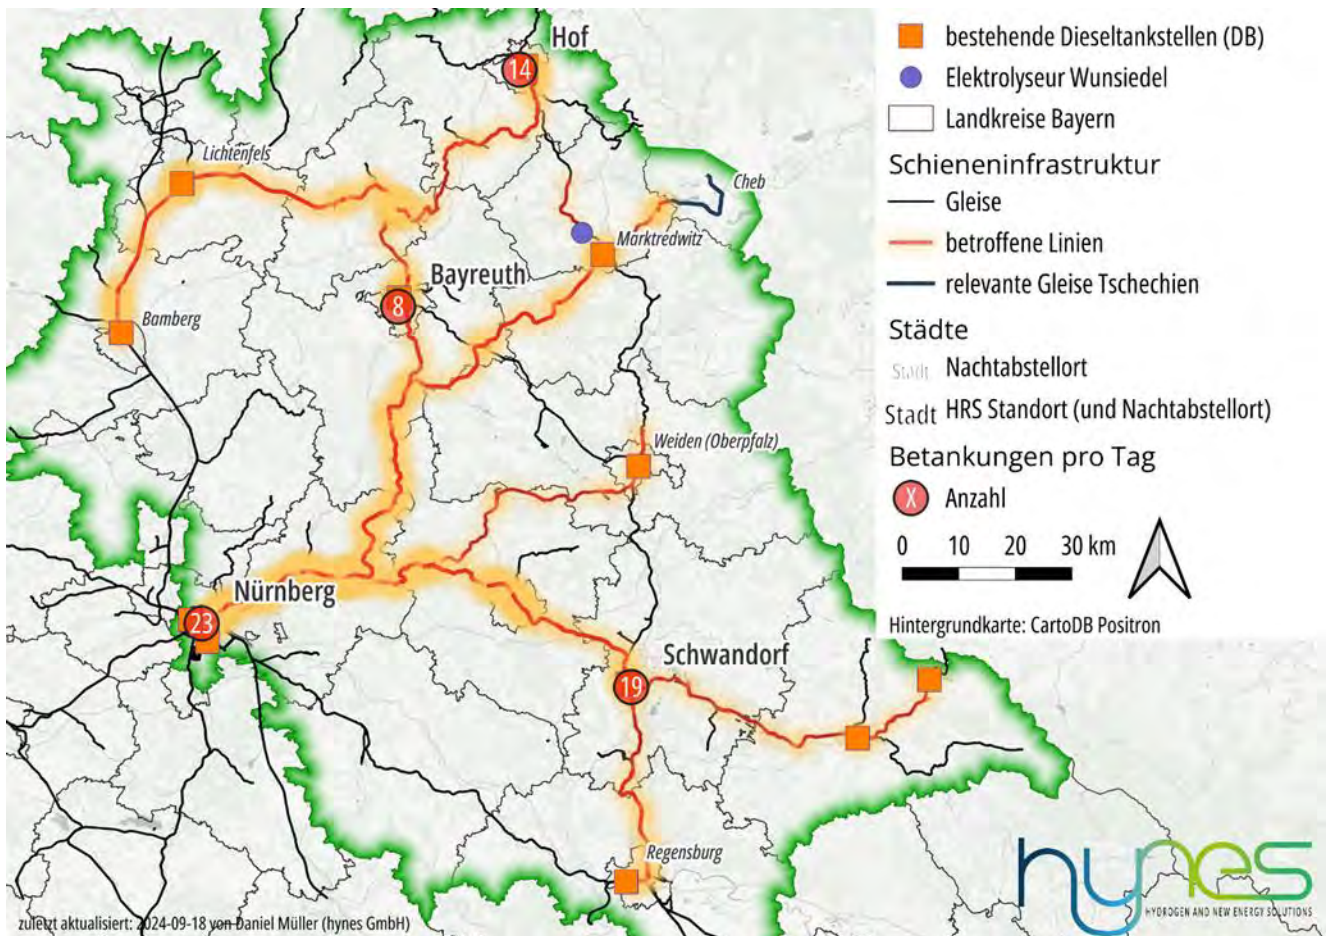 Hof
14
Lichtenfels
Cheb
Marktredwitz
Bayreuth
8
Bamberg
Weiden (Oberpfalz)
Nürnberg
23
Schwandorf
19
Regensburg
zuletzt aktualisiert: 2024-09-18 von Daniel Müller (hynes GmbH)
bestehende Dieseltankstellen (DB)
Elektrolyseur Wunsiedel
Landkreise Bayern
Schieneninfrastruktur
Gleise
betroffene Linien
relevante Gleise Tschechien
Städte
Stadt Nachtabstellort
Stadt HRS Standort (und Nachtabstellort)
Betankungen pro Tag
X Anzahl
0 10 20 30 km
Hintergrundkarte: CartoDB Positron
hynes
HYDROGEN AND NEW ENERGY SOLUTIONS